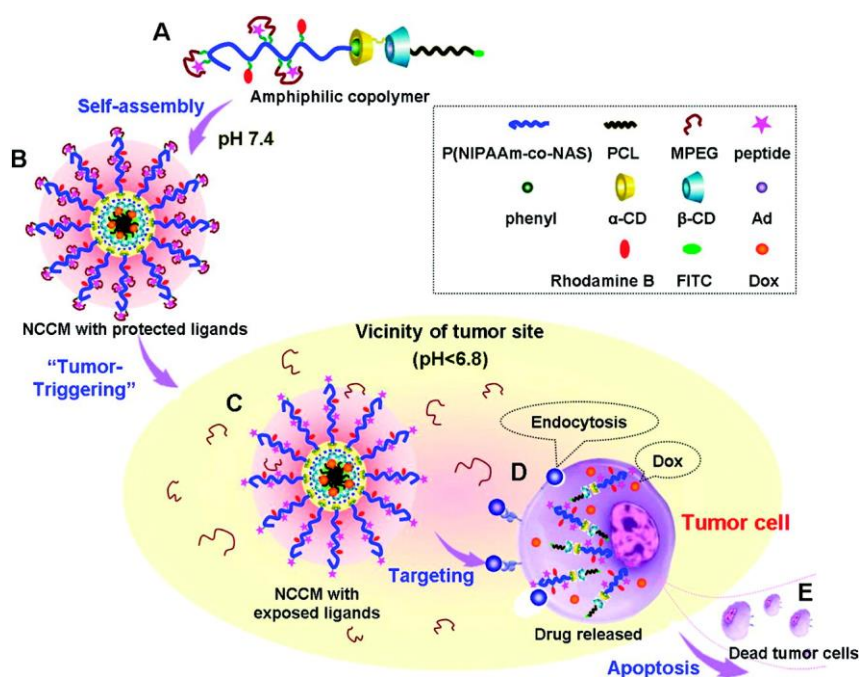 A
Amphiphilic copolymer
Self-assembly
pH 7.4
B
NCCM with protected ligands
P(NIPAAm-co-NAS)
PCL
MPEG
peptide
phenyl
α-CD
β-CD
Ad
Rhodamine B
FITC
Dox
“Tumor-
Triggering”
Vicinity of tumor site
(pH<6.8)
C
NCCM with
exposed ligands
Targeting
Endocytosis
D
Dox
Tumor cell
Drug released
E
Dead tumor cells
Apoptosis